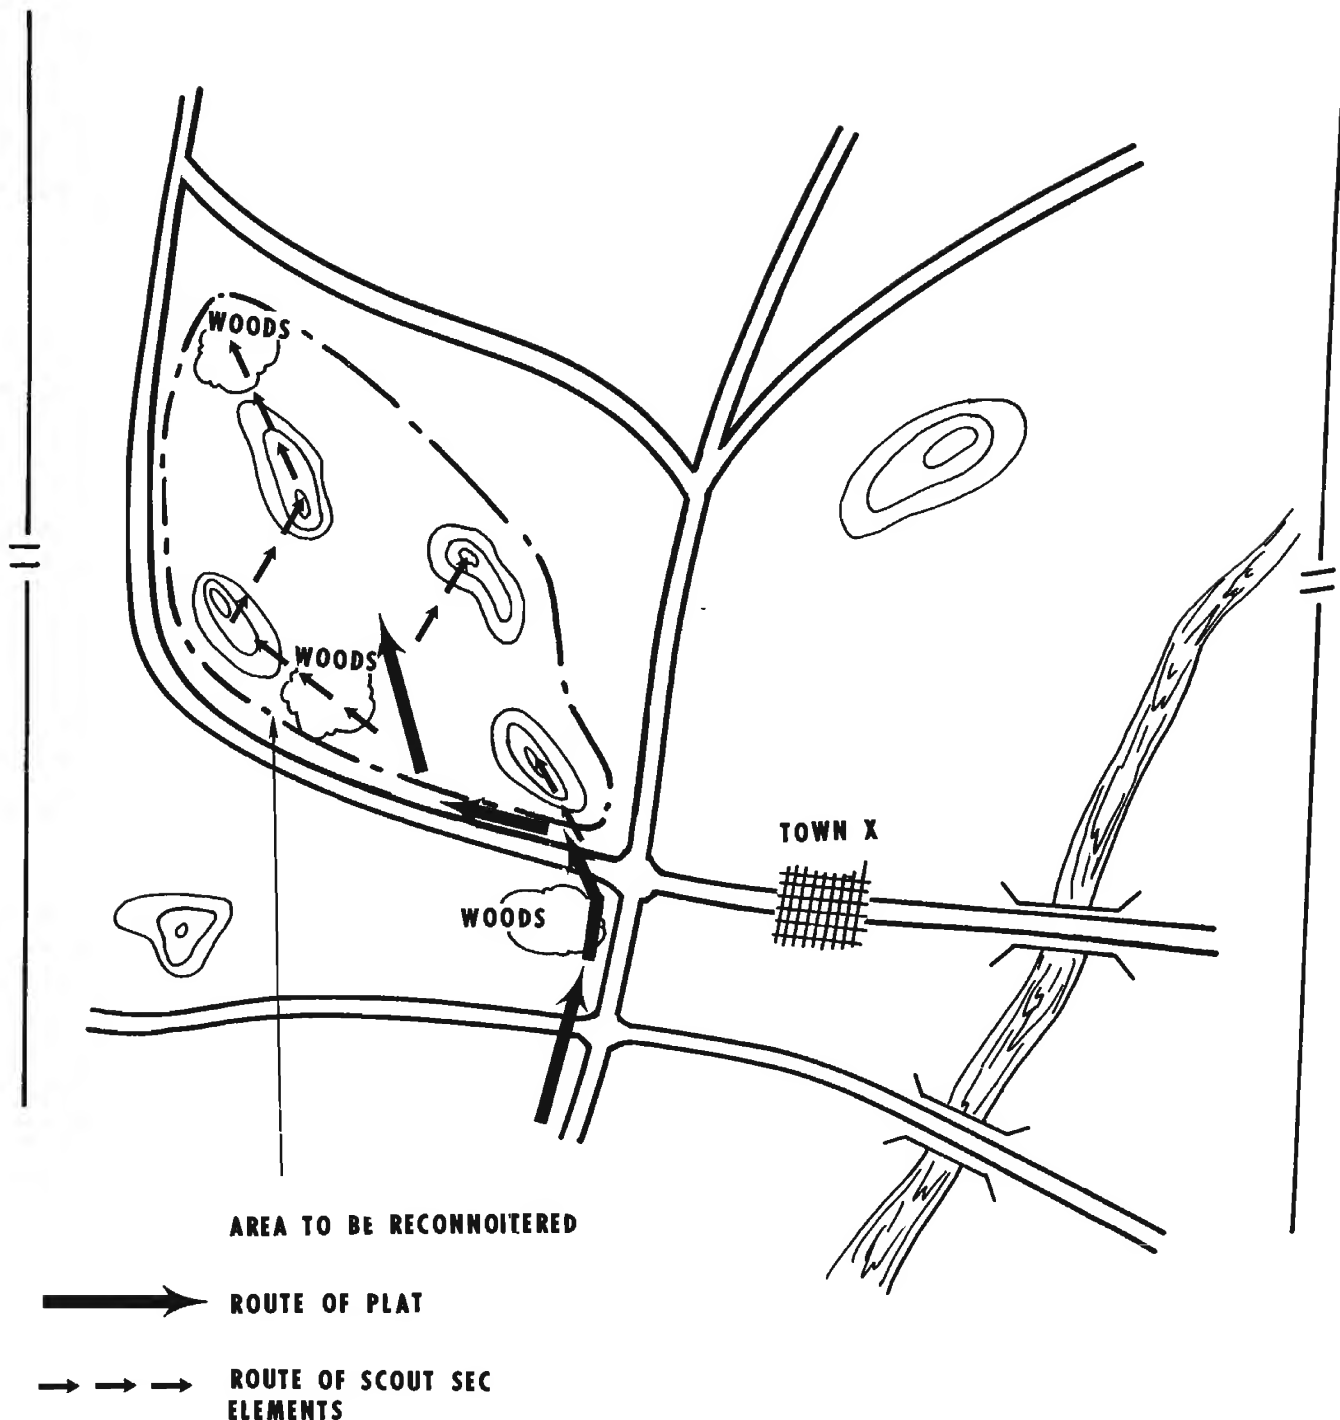 WOODS
WOODS
TOWN X
WOODS
AREA TO BE RECONNOITERED
ROUTE OF PLAT
ROUTE OF SCOUT SEC
ELEMENTS